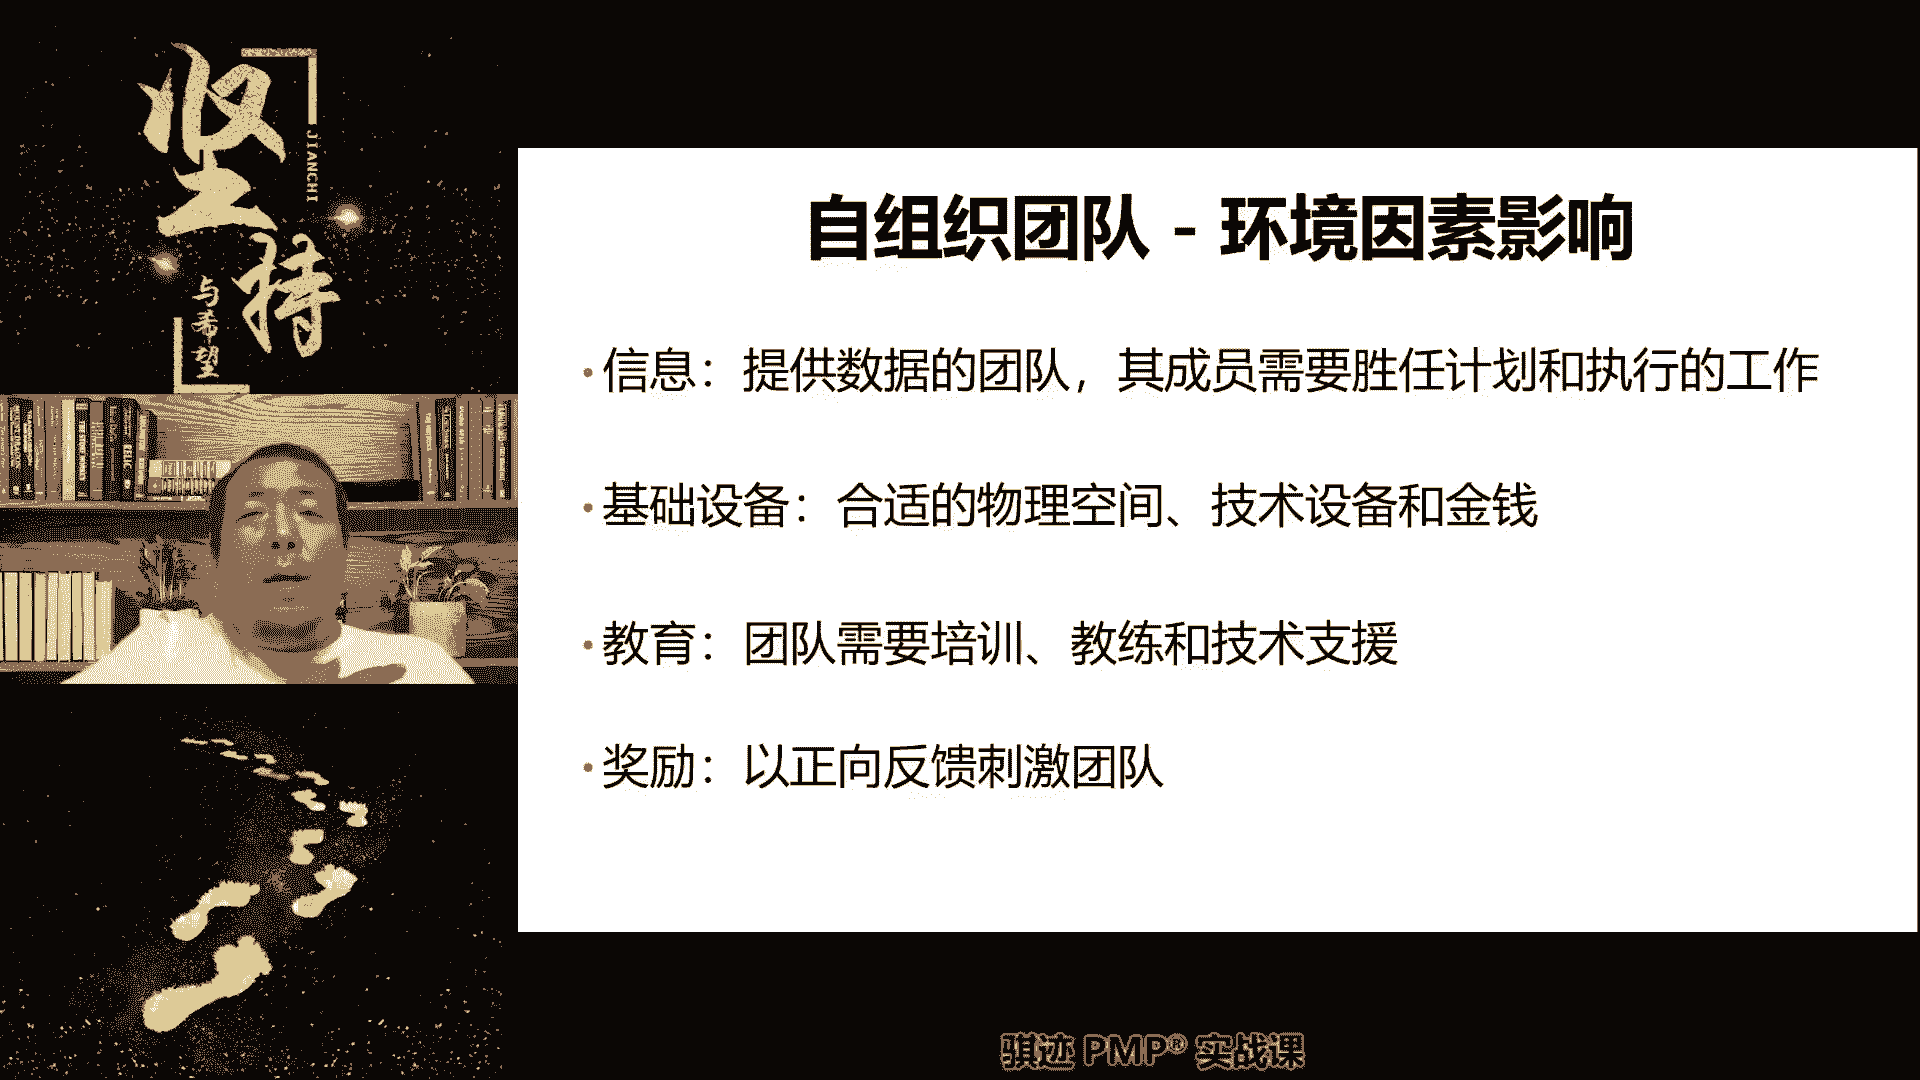 坚持
JIANCHI
与希望
自组织团队 - 环境因素影响
•信息：提供数据的团队，其成员需要胜任计划和执行的工作
•基础设备：合适的物理空间、技术设备和金钱
•教育：团队需要培训、教练和技术支援
•奖励：以正向反馈刺激团队
骐迹 PMP® 实战课